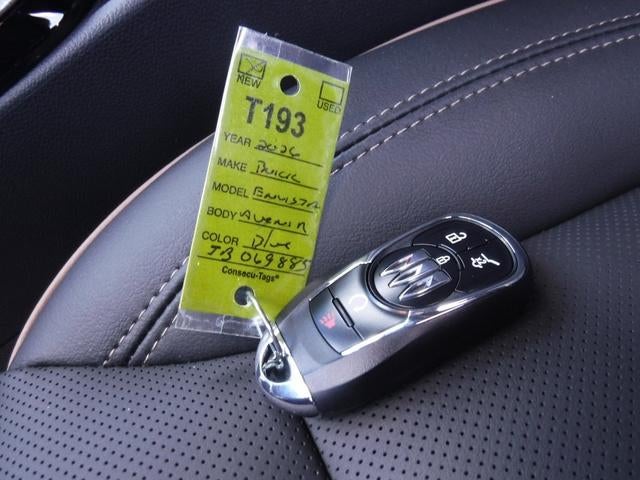 NEW
USED
T193
YEAR 2026
MAKE Buick
MODEL Envista
BODY Avenir
COLOR Blue
TB069885
Consecu-Tags®